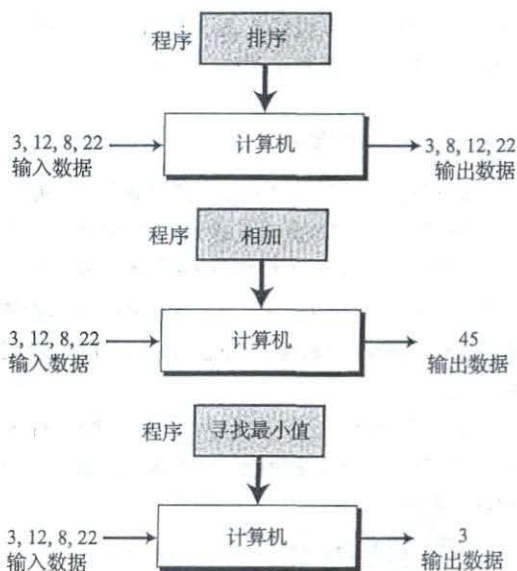 程序 排序
3, 12, 8, 22 计算机 3, 8, 12, 22
输入数据 输出数据
程序 相加
3, 12, 8, 22 计算机 45
输入数据 输出数据
程序 寻找最小值
3, 12, 8, 22 计算机 3
输入数据 输出数据